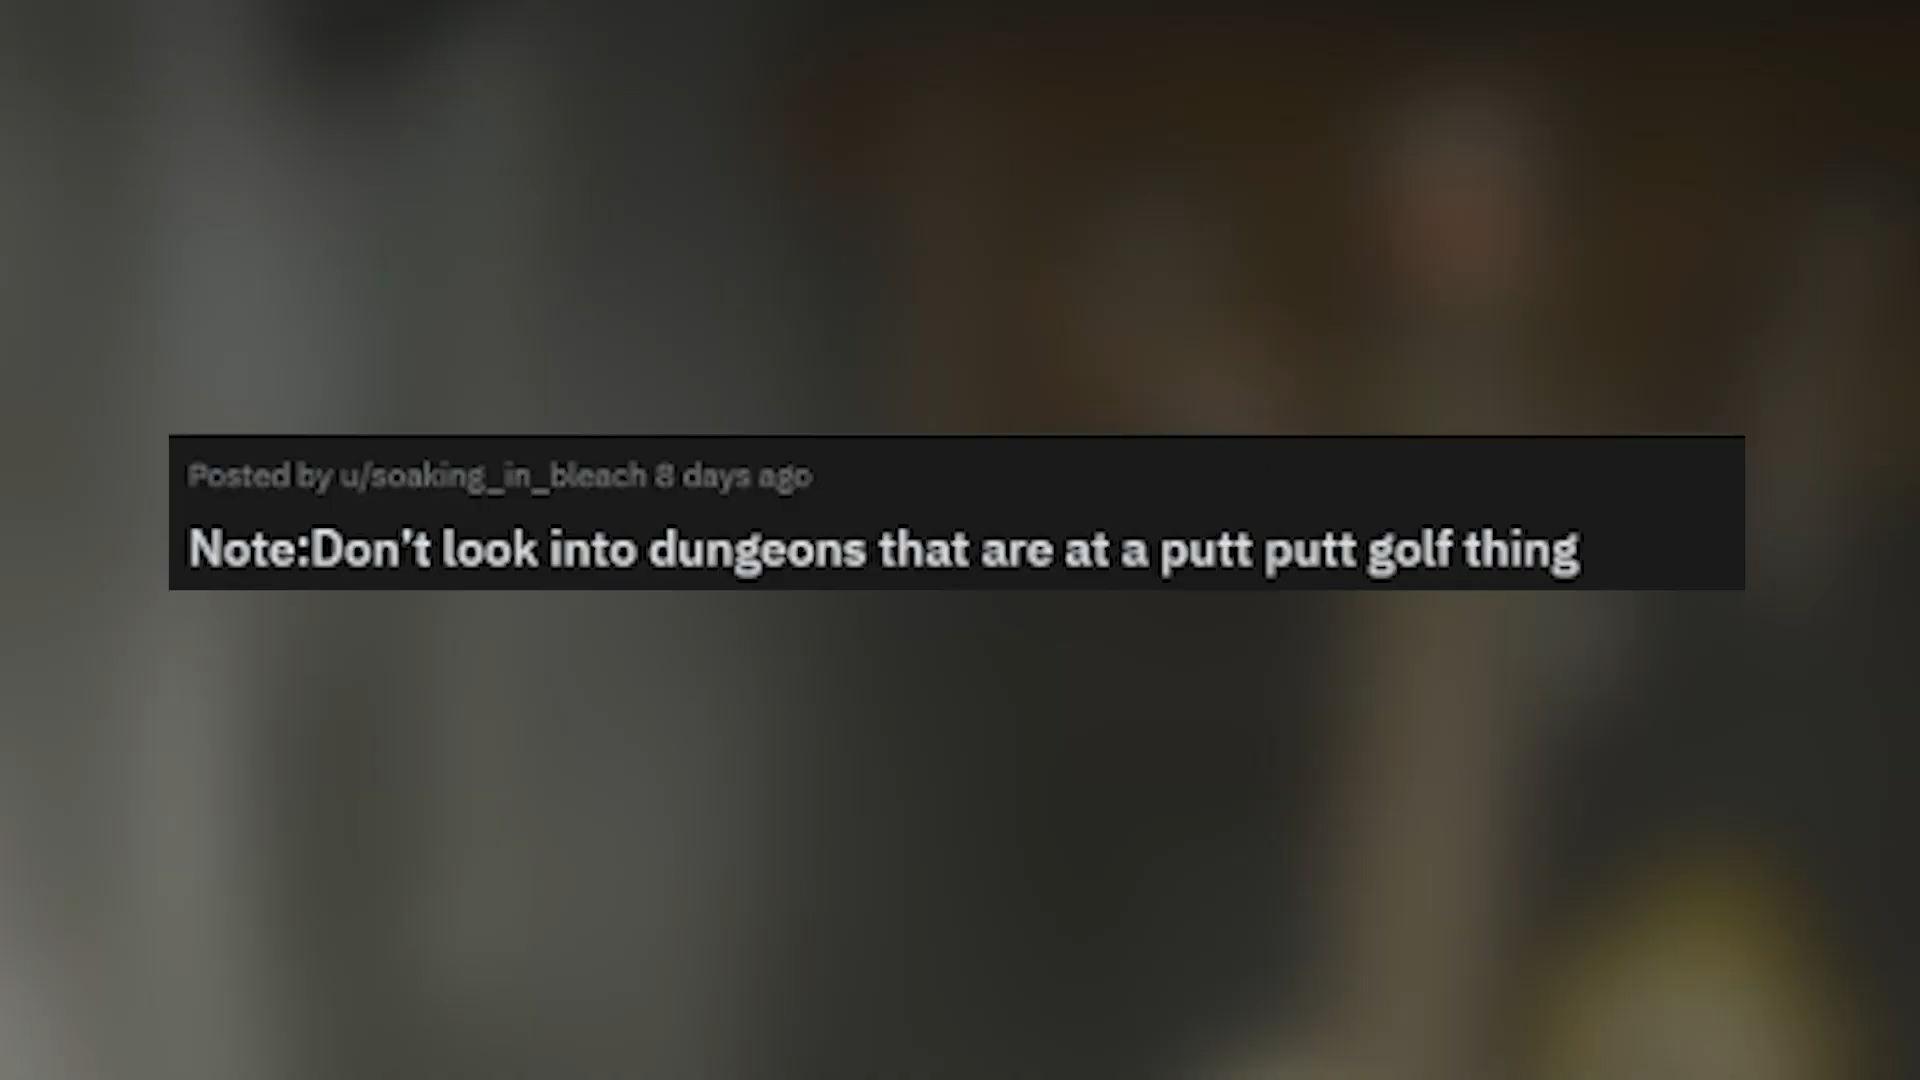 Posted by u/soaking_in_bleach 8 days ago
Note:Don't look into dungeons that are at a putt putt golf thing